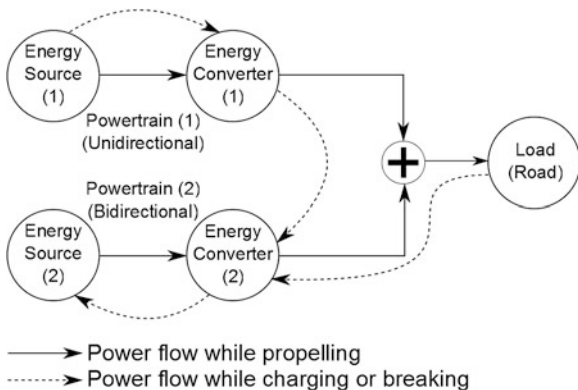 Energy
Source
(1)
Energy
Converter
(1)
Powertrain (1)
(Unidirectional)
Load
(Road)
Powertrain (2)
(Bidirectional)
Energy
Source
(2)
Energy
Converter
(2)
Power flow while propelling
Power flow while charging or breaking